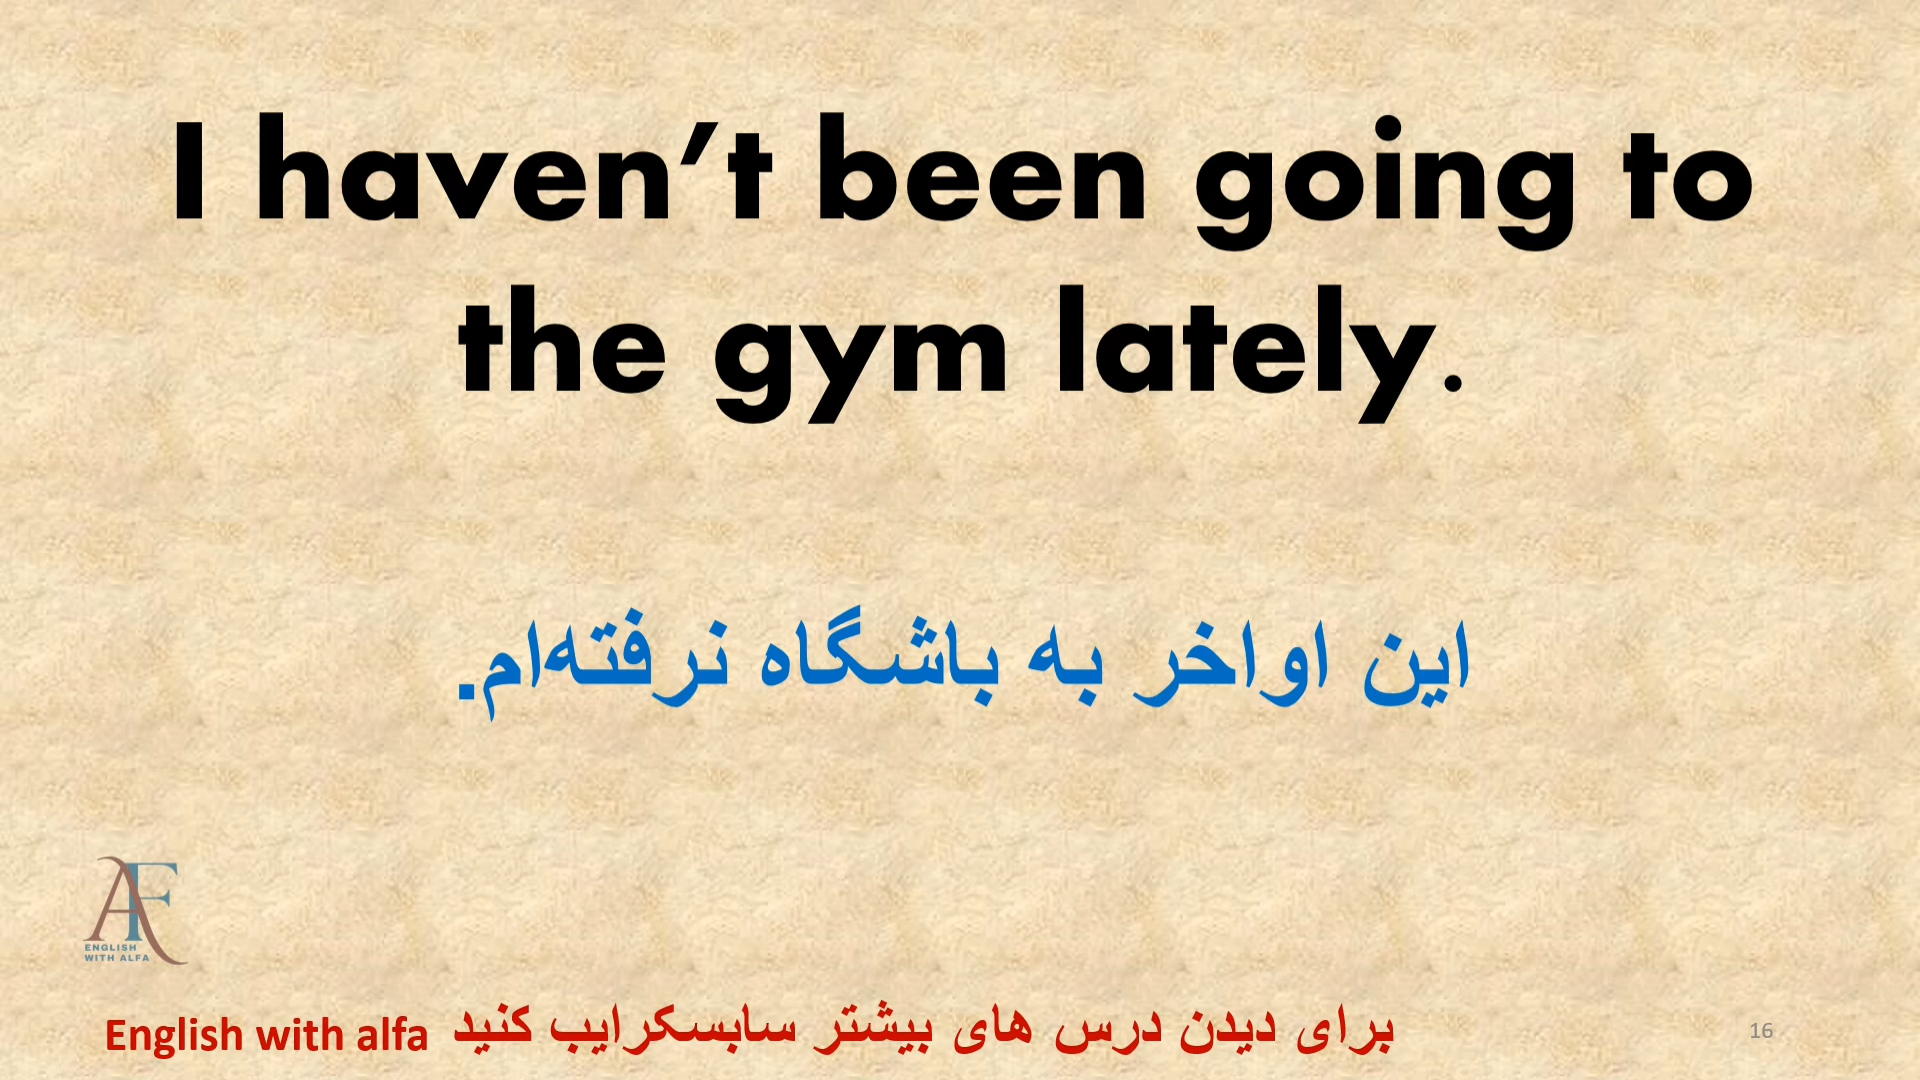 I haven’t been going to
the gym lately.
این اواخر به باشگاه نرفته‌ام.
AF
ENGLISH
WITH ALFA
برای دیدن درس های بیشتر سابسکرایب کنید English with alfa
16